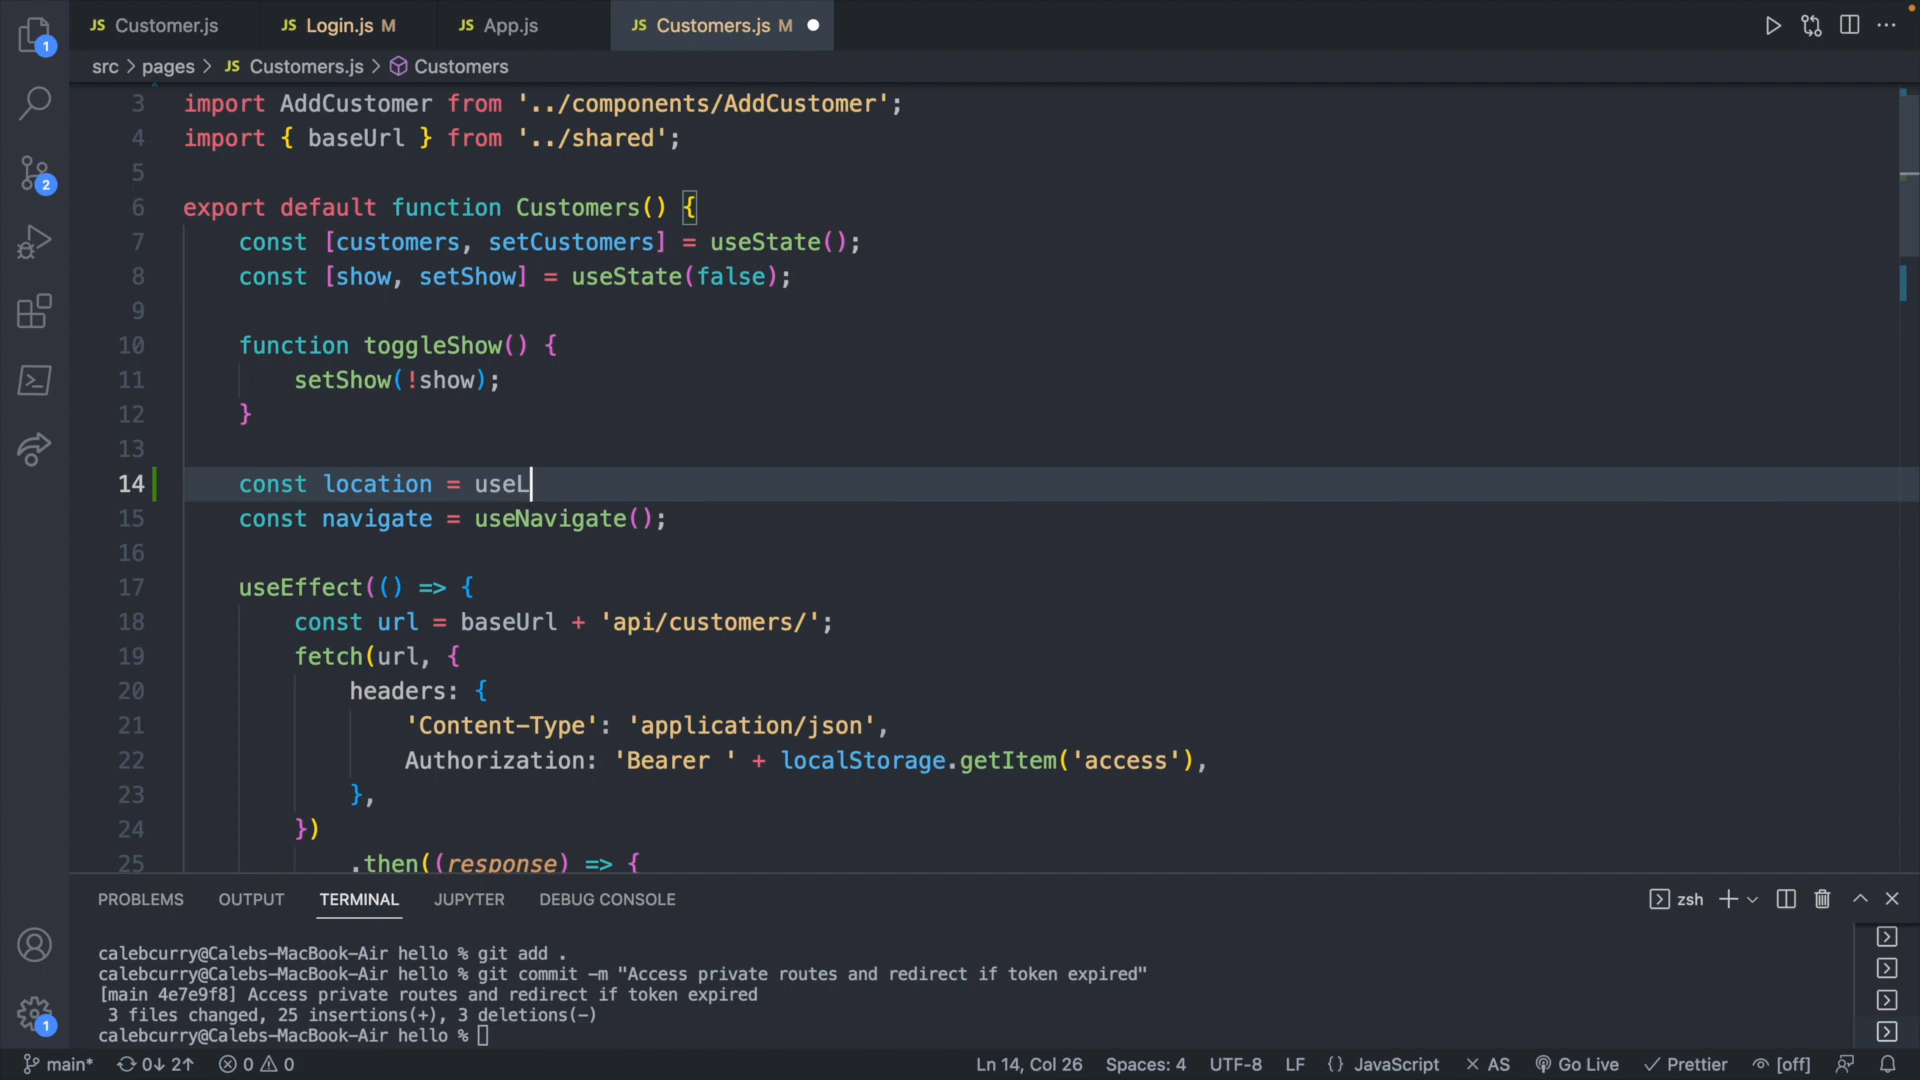 JS Customer.js JS Login.js M JS App.js JS Customers.js M
src > pages > JS Customers.js > Customers
3 import AddCustomer from '../components/AddCustomer';
4 import { baseUrl } from '../shared';
5
6 export default function Customers() {
7 const [customers, setCustomers] = useState();
8 const [show, setShow] = useState(false);
9
10 function toggleShow() {
11 setShow(!show);
12 }
13
14 const location = useL
15 const navigate = useNavigate();
16
17 useEffect(() => {
18 const url = baseUrl + 'api/customers/';
19 fetch(url, {
20 headers: {
21 'Content-Type': 'application/json',
22 Authorization: 'Bearer ' + localStorage.getItem('access'),
23 },
24 })
25 .then((response) => {
1
2
1
PROBLEMS OUTPUT TERMINAL JUPYTER DEBUG CONSOLE zsh
calebcurry@Calebs-MacBook-Air hello % git add .
calebcurry@Calebs-MacBook-Air hello % git commit -m "Access private routes and redirect if token expired"
[main 4e7e9f8] Access private routes and redirect if token expired
3 files changed, 25 insertions(+), 3 deletions(-)
calebcurry@Calebs-MacBook-Air hello %
main* 0↓ 2↑ 0 0 Ln 14, Col 26 Spaces: 4 UTF-8 LF {} JavaScript × AS Go Live ✓ Prettier [off]